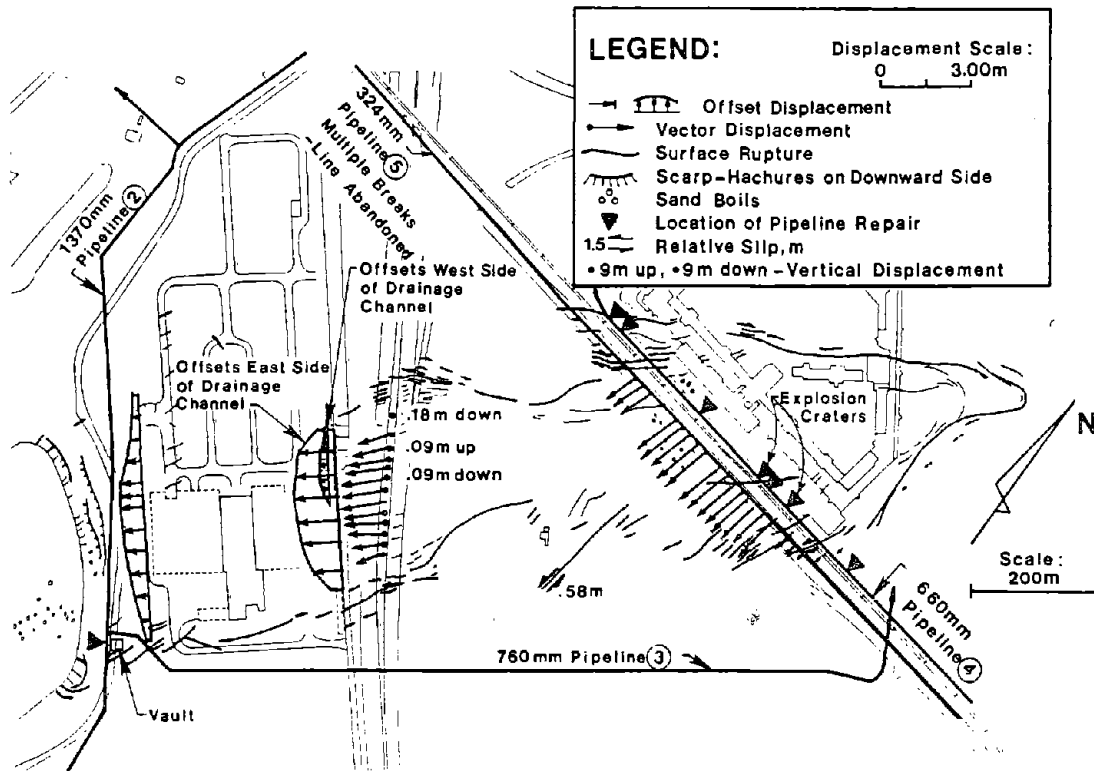 LEGEND:
Displacement Scale:
0 3.00m
Offset Displacement
Vector Displacement
Surface Rupture
Scarp-Hachures on Downward Side
Sand Boils
Location of Pipeline Repair
1.5 Relative Slip, m
•9m up, •9m down - Vertical Displacement
324mm
Pipeline 5
Multiple Breaks
-Line Abandoned
1370mm
Pipeline 2
Offsets West Side
of Drainage
Channel
Offsets East Side
of Drainage
Channel
.18m down
.09m up
.09m down
Explosion
Craters
N
Scale:
200m
.58m
660mm
Pipeline 4
760mm Pipeline 3
Vault